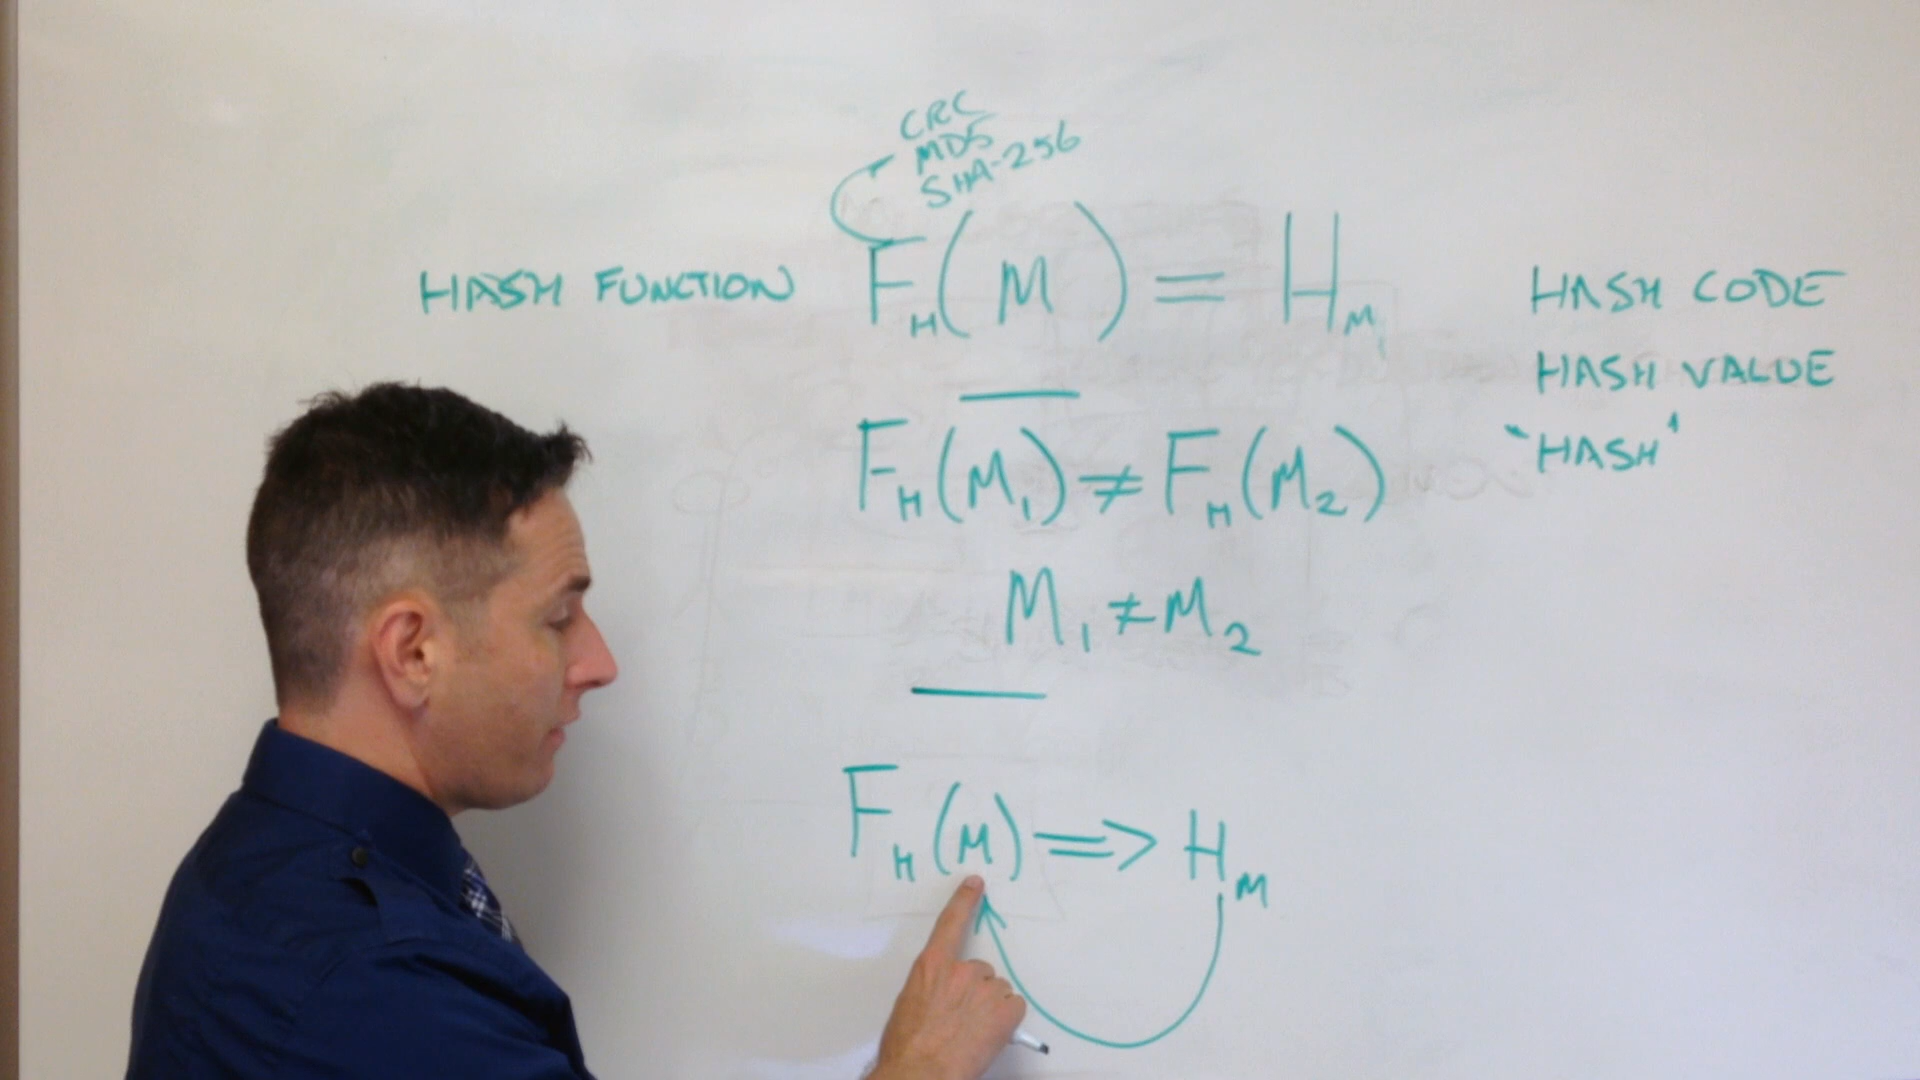 CRC
MD5
SHA-256
HASH FUNCTION F_H(M) = H_M HASH CODE
HASH VALUE
F_H(M_1) ≠ F_H(M_2) "HASH"
M_1 ≠ M_2
F_H(M) => H_M